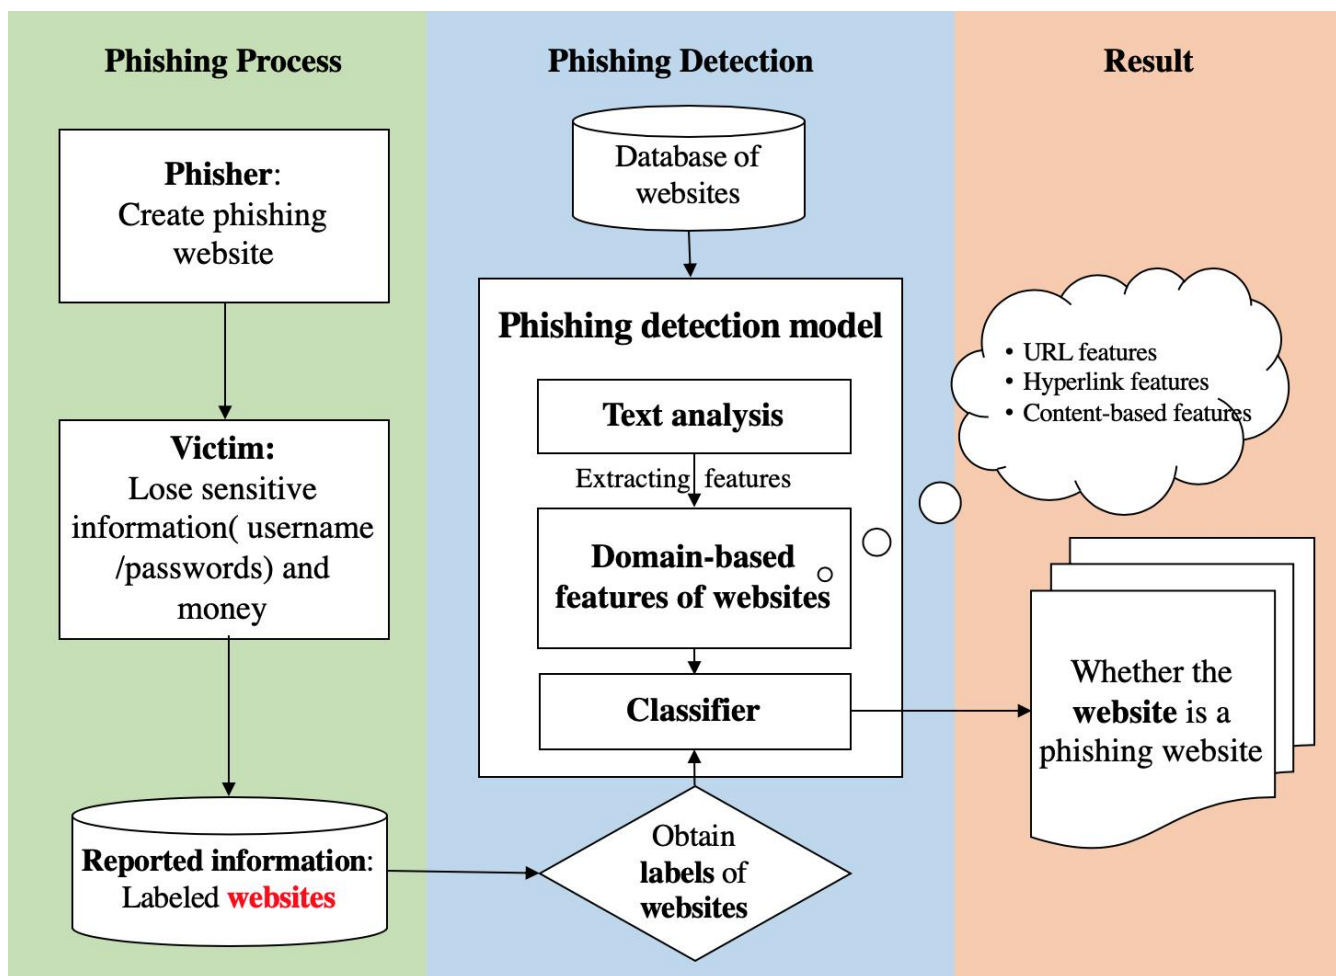 Phishing Process
Phisher:
Create phishing
website
Victim:
Lose sensitive
information( username
/passwords) and
money
Reported information:
Labeled websites
Phishing Detection
Database of
websites
Phishing detection model
Text analysis
Extracting features
Domain-based
features of websites
Classifier
Obtain
labels of
websites
Result
• URL features
• Hyperlink features
• Content-based features
Whether the
website is a
phishing website